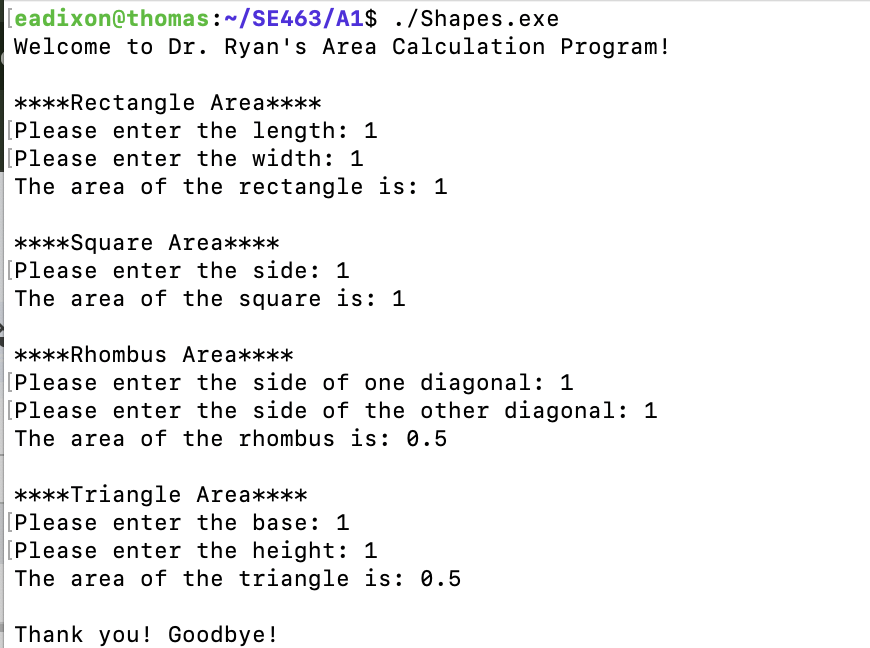 [eadixon@thomas:~/SE463/A1$ ./Shapes.exe
Welcome to Dr. Ryan's Area Calculation Program!
****Rectangle Area****
[Please enter the length: 1
[Please enter the width: 1
The area of the rectangle is: 1
****Square Area****
[Please enter the side: 1
The area of the square is: 1
****Rhombus Area****
[Please enter the side of one diagonal: 1
[Please enter the side of the other diagonal: 1
The area of the rhombus is: 0.5
****Triangle Area****
[Please enter the base: 1
[Please enter the height: 1
The area of the triangle is: 0.5
Thank you! Goodbye!